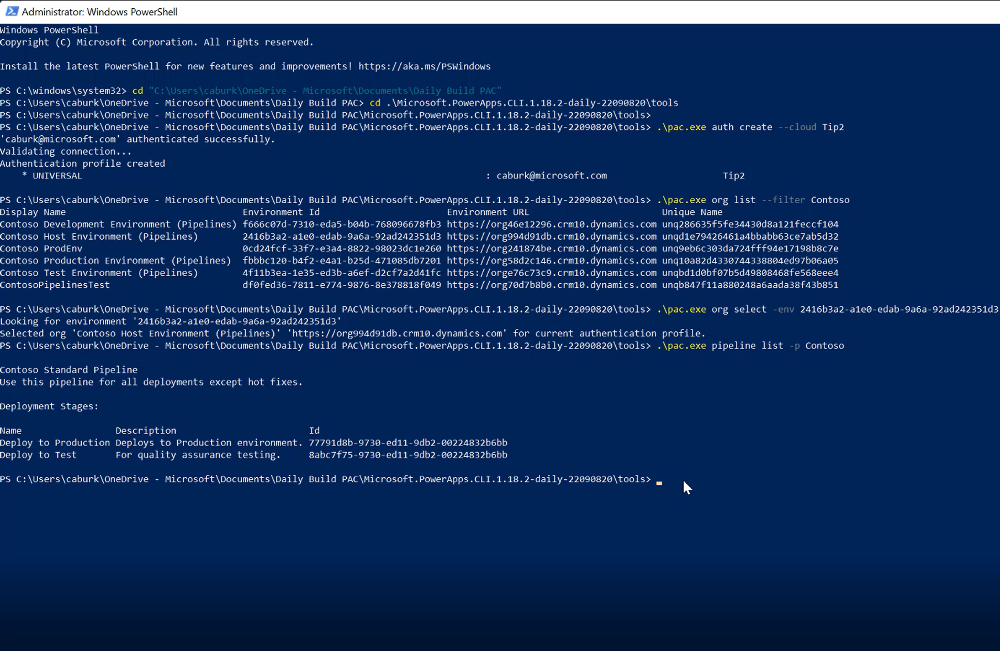 Administrator: Windows PowerShell
Windows PowerShell
Copyright (C) Microsoft Corporation. All rights reserved.
Install the latest PowerShell for new features and improvements! https://aka.ms/PSWindows
PS C:\windows\system32> cd "C:\Users\caburk\OneDrive - Microsoft\Documents\Daily Build PAC"
PS C:\Users\caburk\OneDrive - Microsoft\Documents\Daily Build PAC> cd .\Microsoft.PowerApps.CLI.1.18.2-daily-22090820\tools
PS C:\Users\caburk\OneDrive - Microsoft\Documents\Daily Build PAC\Microsoft.PowerApps.CLI.1.18.2-daily-22090820\tools>
PS C:\Users\caburk\OneDrive - Microsoft\Documents\Daily Build PAC\Microsoft.PowerApps.CLI.1.18.2-daily-22090820\tools> .\pac.exe auth create --cloud Tip2
'caburk@microsoft.com' authenticated successfully.
Validating connection...
Authentication profile created
* UNIVERSAL : caburk@microsoft.com Tip2
PS C:\Users\caburk\OneDrive - Microsoft\Documents\Daily Build PAC\Microsoft.PowerApps.CLI.1.18.2-daily-22090820\tools> .\pac.exe org list --filter Contoso
Display Name Environment Id Environment URL Unique Name
Contoso Development Environment (Pipelines) f666c07d-7310-eda5-b04b-768096678fb3 https://org46e12296.crm10.dynamics.com unq286635f5fe34430d8a121feccf104
Contoso Host Environment (Pipelines) 2416b3a2-a1e0-edab-9a6a-92ad242351d3 https://org994d91db.crm10.dynamics.com unqd1e79426461a4bbabb63ce7ab5d32
Contoso ProdEnv 0cd24fcf-33f7-e3a4-8822-98023dc1e260 https://org241874be.crm10.dynamics.com unq9eb6c303da724fff94e17198b8c7e
Contoso Production Environment (Pipelines) fbbbc120-b4f2-e4a1-b25d-471085db7201 https://org58d2c146.crm10.dynamics.com unq10a82d4330744338804ed97b06a05
Contoso Test Environment (Pipelines) 4f11b3ea-1e35-ed3b-a6ef-d2cf7a2d41fc https://orge76c73c9.crm10.dynamics.com unqbd1d0bf07b5d49808468fe568eee4
ContosoPipelinesTest df0fed36-7811-e774-9876-8e378818f049 https://org70d7b8b0.crm10.dynamics.com unqb847f11a880248a6aada38f43b851
PS C:\Users\caburk\OneDrive - Microsoft\Documents\Daily Build PAC\Microsoft.PowerApps.CLI.1.18.2-daily-22090820\tools> .\pac.exe org select -env 2416b3a2-a1e0-edab-9a6a-92ad242351d3
Looking for environment '2416b3a2-a1e0-edab-9a6a-92ad242351d3'
Selected org 'Contoso Host Environment (Pipelines)' 'https://org994d91db.crm10.dynamics.com' for current authentication profile.
PS C:\Users\caburk\OneDrive - Microsoft\Documents\Daily Build PAC\Microsoft.PowerApps.CLI.1.18.2-daily-22090820\tools> .\pac.exe pipeline list -p Contoso
Contoso Standard Pipeline
Use this pipeline for all deployments except hot fixes.
Deployment Stages:
Name Description Id
Deploy to Production Deploys to Production environment. 77791d8b-9730-ed11-9db2-00224832b6bb
Deploy to Test For quality assurance testing. 8abc7f75-9730-ed11-9db2-00224832b6bb
PS C:\Users\caburk\OneDrive - Microsoft\Documents\Daily Build PAC\Microsoft.PowerApps.CLI.1.18.2-daily-22090820\tools>